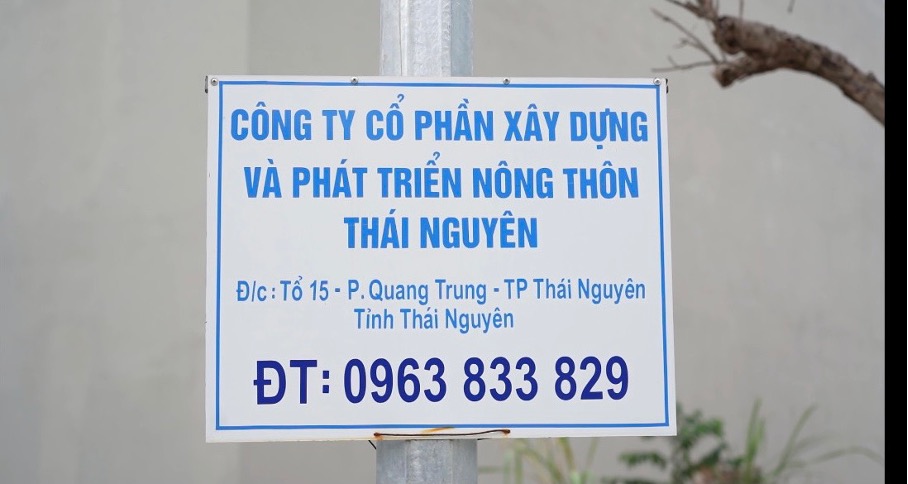 CÔNG TY CỔ PHẦN XÂY DỰNG
VÀ PHÁT TRIỂN NÔNG THÔN
THÁI NGUYÊN
Đ/c : Tổ 15 - P. Quang Trung - TP Thái Nguyên
Tỉnh Thái Nguyên
ĐT: 0963 833 829